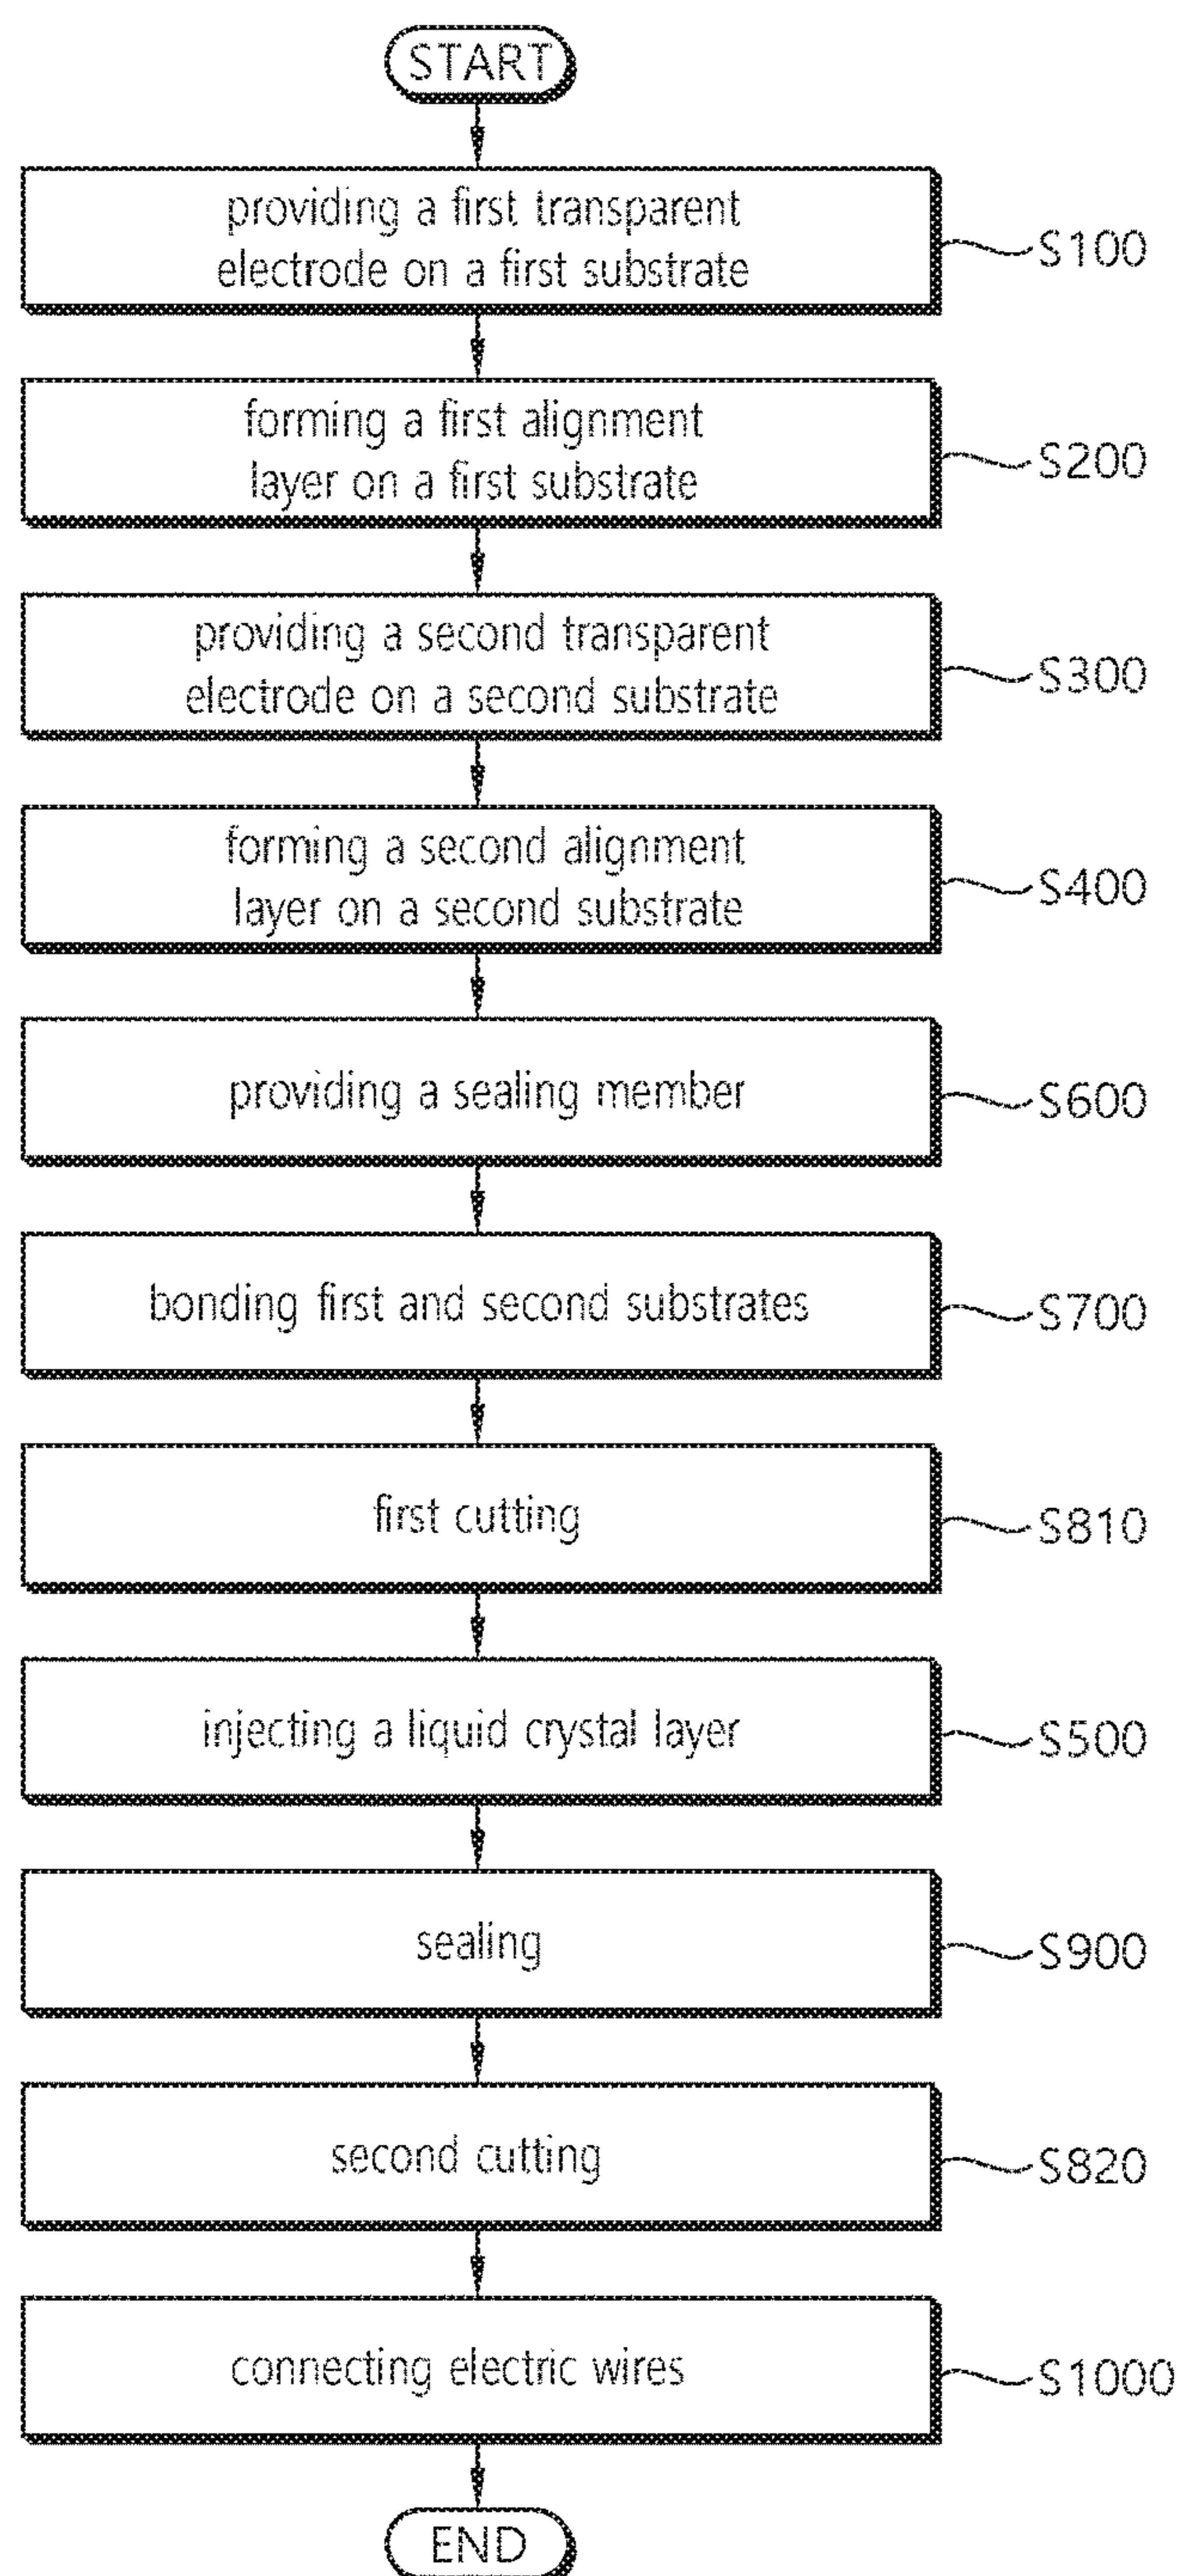 START
providing a first transparent
electrode on a first substrate
S100
forming a first alignment
layer on a first substrate
S200
providing a second transparent
electrode on a second substrate
S300
forming a second alignment
layer on a second substrate
S400
providing a sealing member
S600
bonding first and second substrates
S700
first cutting
S810
injecting a liquid crystal layer
S500
sealing
S900
second cutting
S820
connecting electric wires
S1000
END